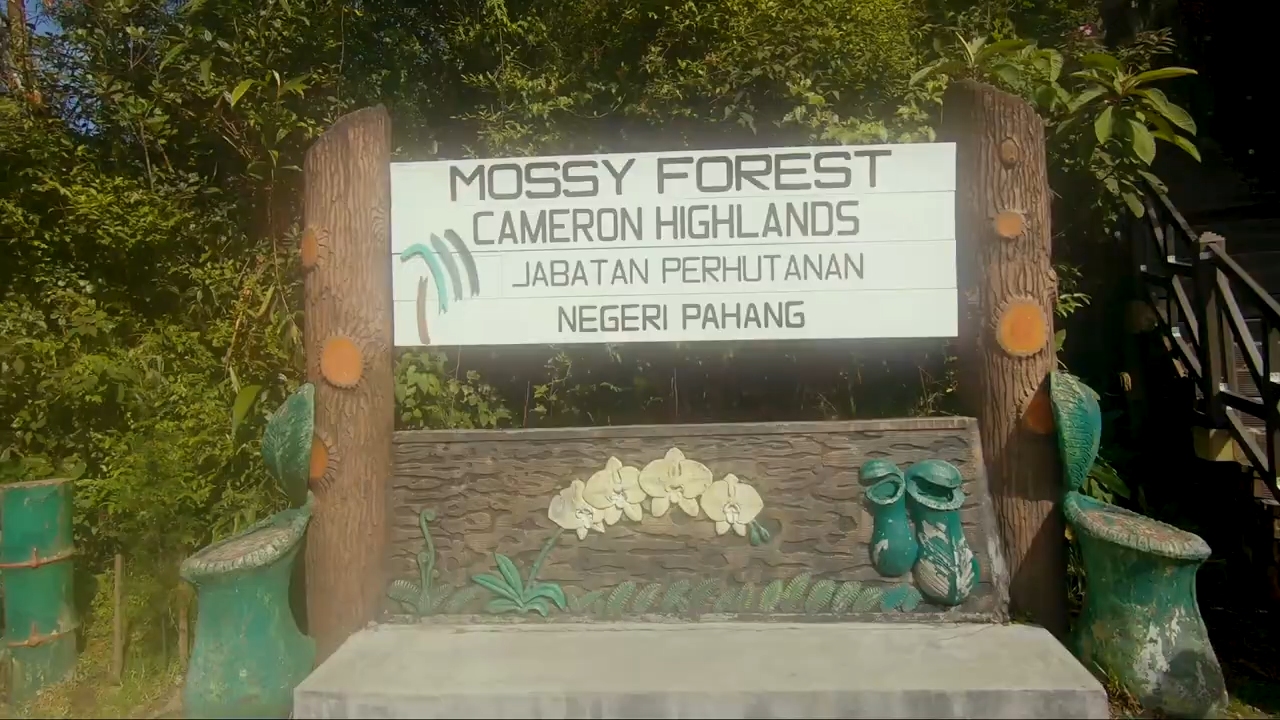 MOSSY FOREST
CAMERON HIGHLANDS
JABATAN PERHUTANAN
NEGERI PAHANG